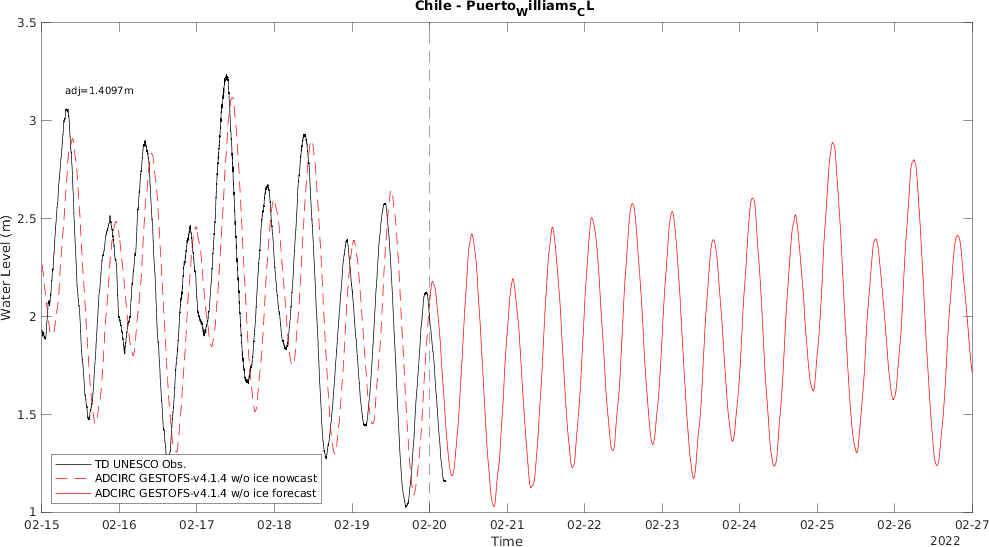 Chile - PuertoWilliamsCL
adj=1.4097m
3.5
3
2.5
2
1.5
1
Water Level (m)
TD UNESCO Obs.
ADCIRC GESTOFS-v4.1.4 w/o ice nowcast
ADCIRC GESTOFS-v4.1.4 w/o ice forecast
02-15 02-16 02-17 02-18 02-19 02-20 02-21 02-22 02-23 02-24 02-25 02-26 02-27
Time
2022